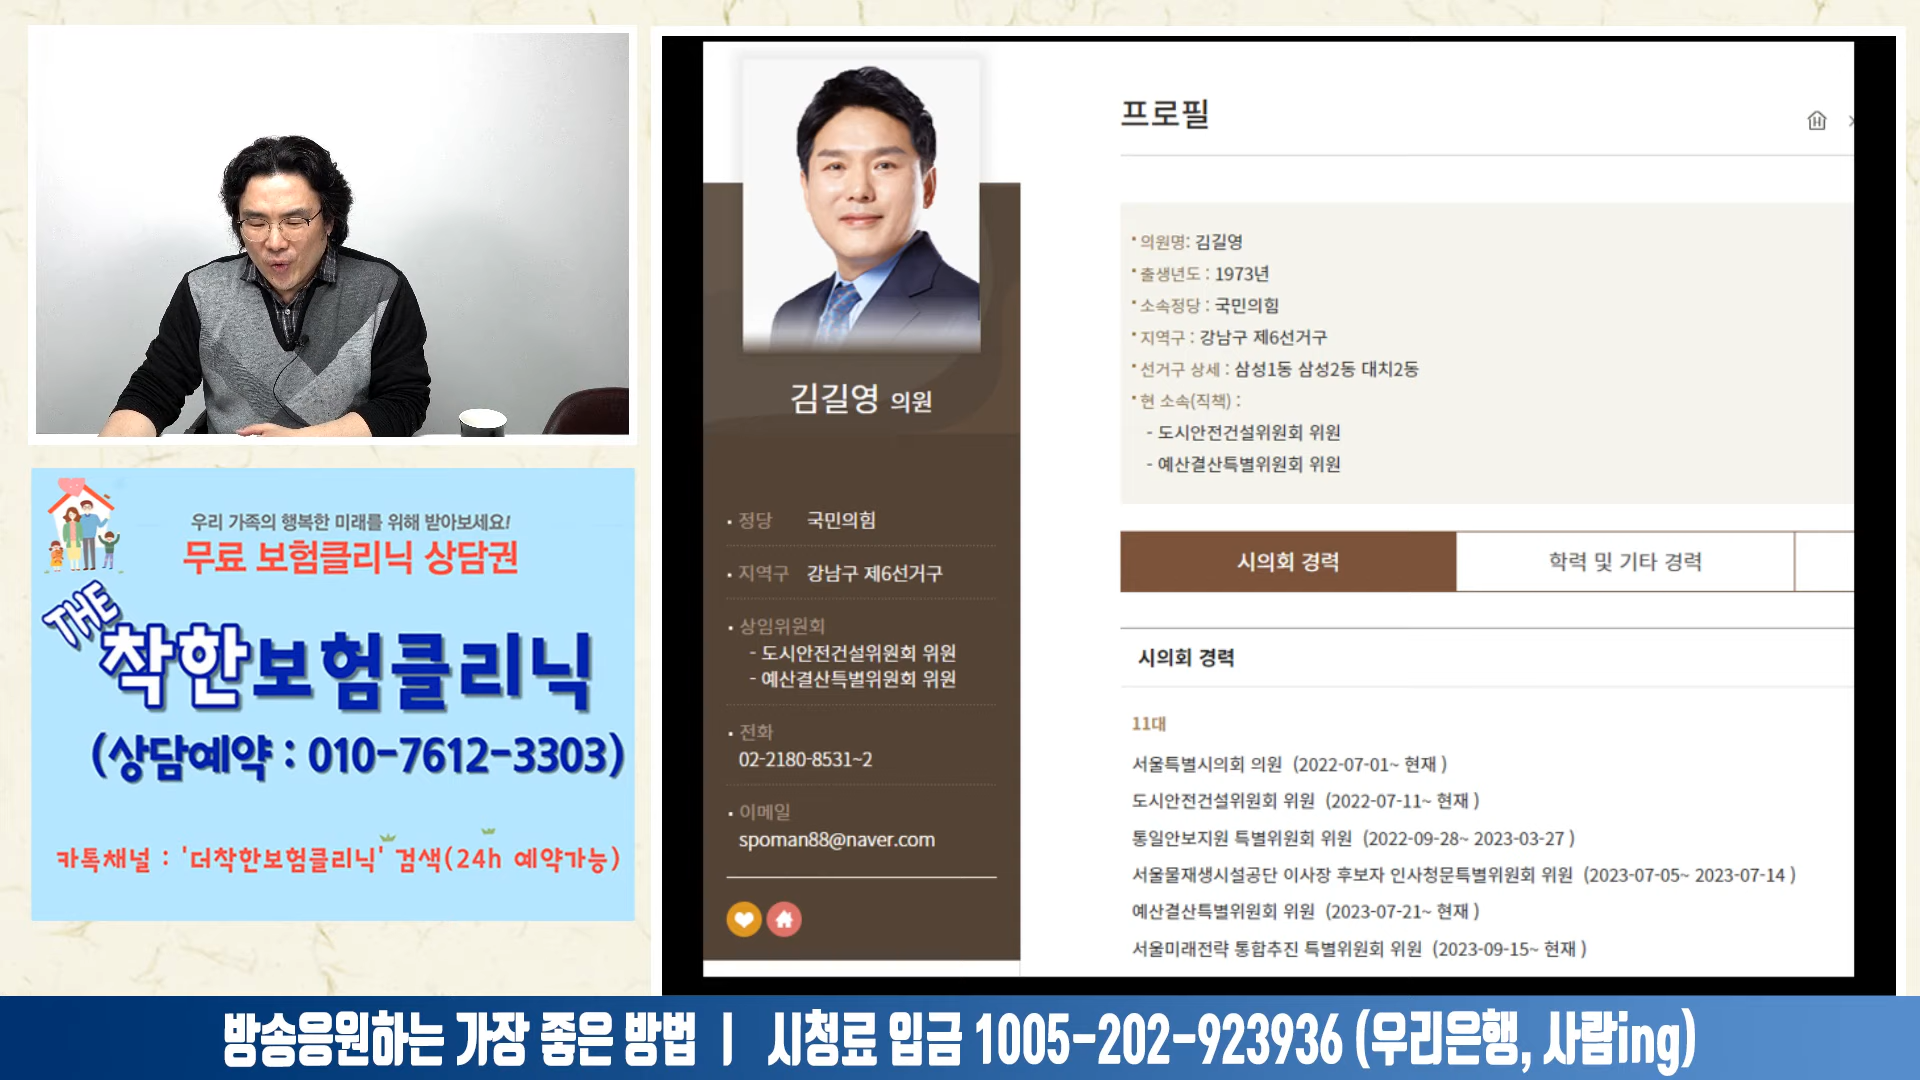 우리 가족의 행복한 미래를 위해 받아보세요!
무료 보험클리닉 상담권
THE
착한보험클리닉
(상담예약 : 010-7612-3303)
카톡채널 : '더착한보험클리닉' 검색(24h 예약가능)
김길영 의원
정당 국민의힘
지역구 강남구 제6선거구
상임위원회
- 도시안전건설위원회 위원
- 예산결산특별위원회 위원
전화
02-2180-8531~2
이메일
spoman88@naver.com
프로필
의원명: 김길영
출생년도 : 1973년
소속정당 : 국민의힘
지역구 : 강남구 제6선거구
선거구 상세 : 삼성1동 삼성2동 대치2동
현 소속(직책) :
- 도시안전건설위원회 위원
- 예산결산특별위원회 위원
시의회 경력
학력 및 기타 경력
시의회 경력
11대
서울특별시의회 의원 (2022-07-01~ 현재 )
도시안전건설위원회 위원 (2022-07-11~ 현재 )
통일안보지원 특별위원회 위원 (2022-09-28~ 2023-03-27 )
서울물재생시설공단 이사장 후보자 인사청문특별위원회 위원 (2023-07-05~ 2023-07-14 )
예산결산특별위원회 위원 (2023-07-21~ 현재 )
서울미래전략 통합추진 특별위원회 위원 (2023-09-15~ 현재 )
방송응원하는 가장 좋은 방법 | 시청료 입금 1005-202-923936 (우리은행, 사람ing)